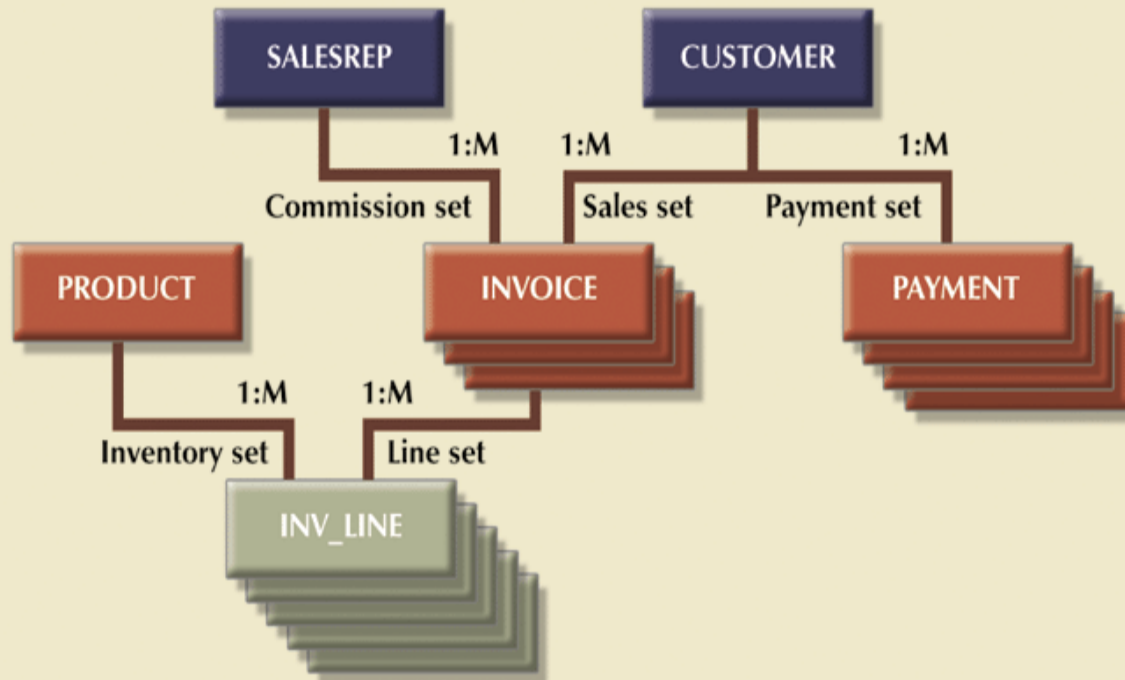 SALESREP
CUSTOMER
1:M
1:M
1:M
Commission set
Sales set
Payment set
PRODUCT
INVOICE
PAYMENT
1:M
1:M
Inventory set
Line set
INV_LINE